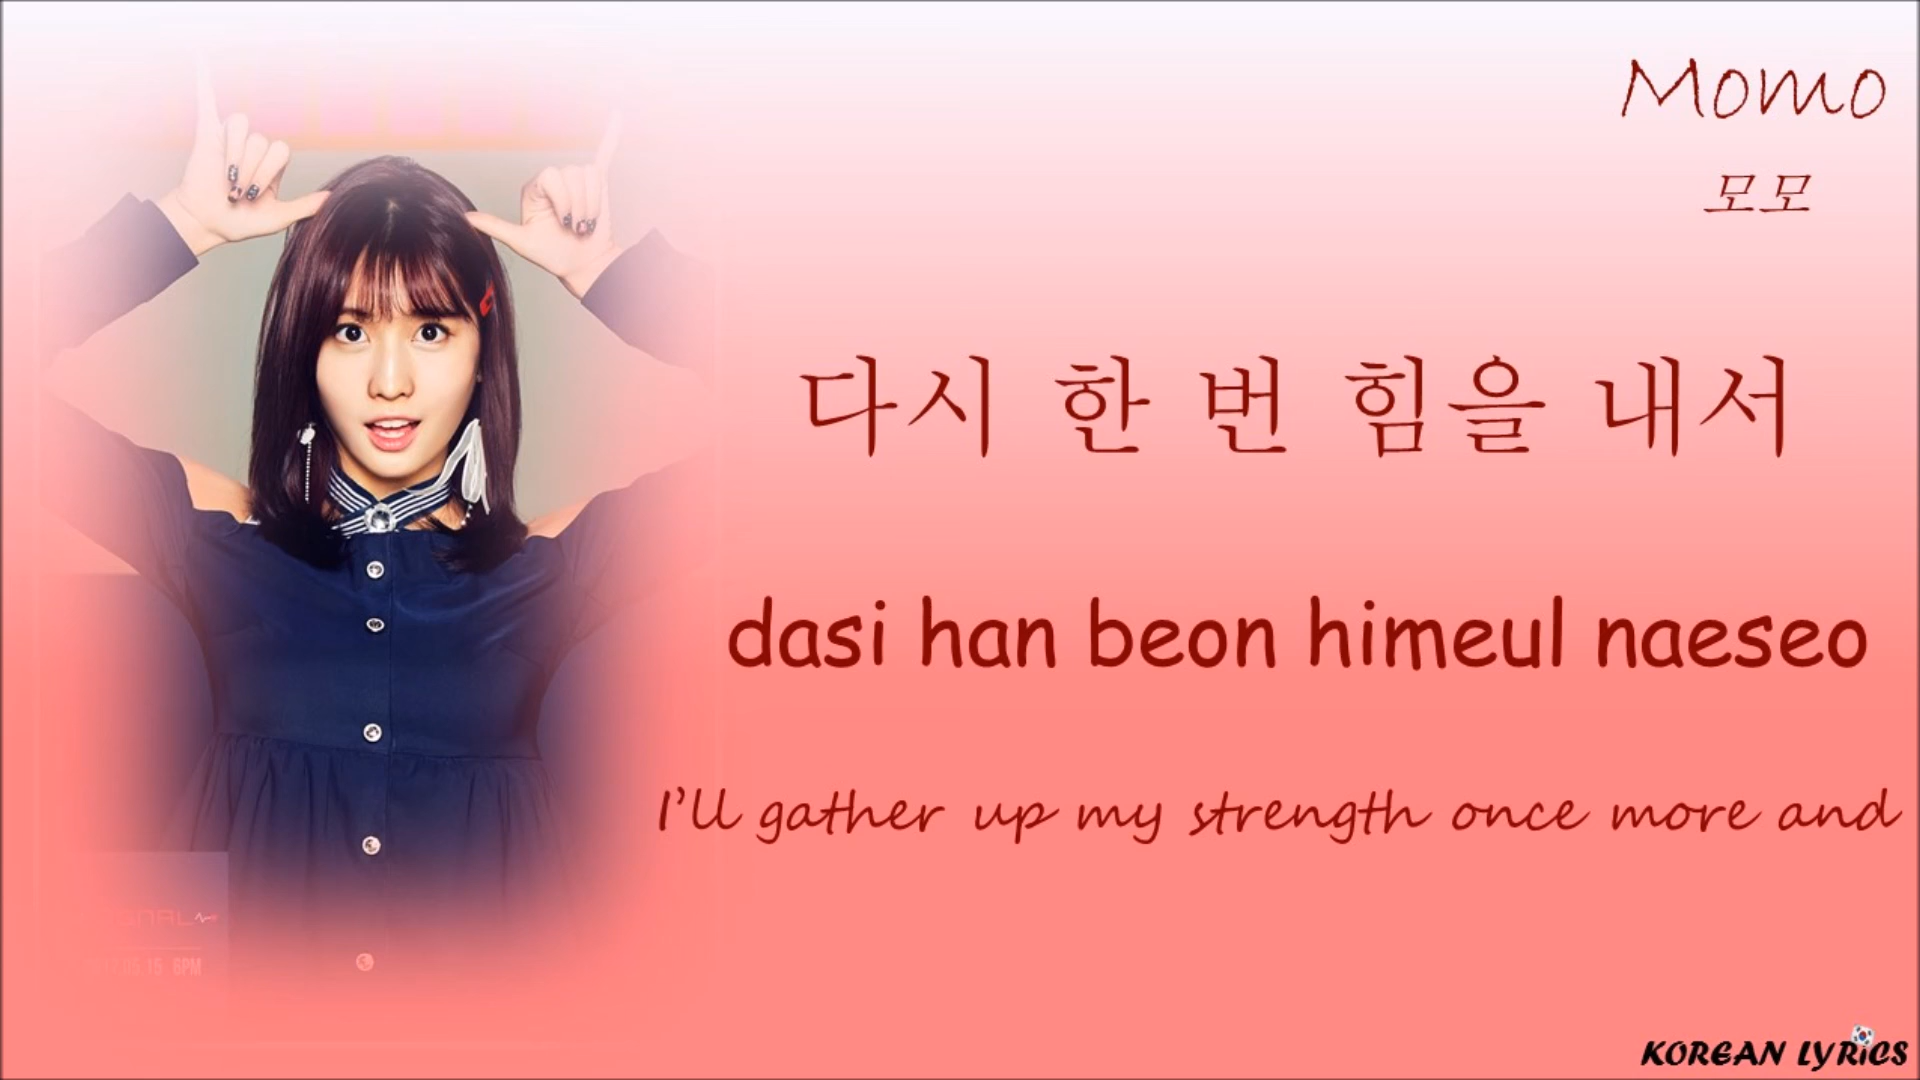 Momo
모모
다시 한 번 힘을 내서
dasi han beon himeul naeseo
I'll gather up my strength once more and
6PM
KOREAN LYRICS